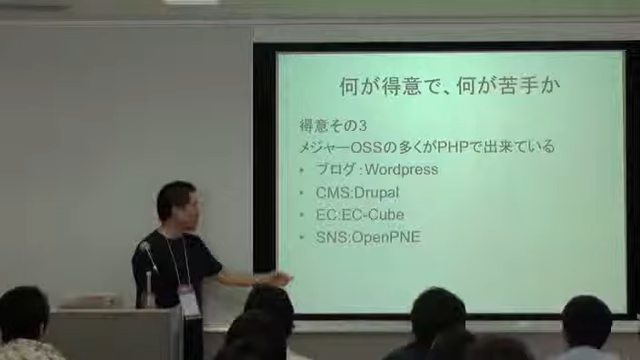 何が得意で、何が苦手か
得意その3
メジャーOSSの多くがPHPで出来ている
• ブログ:Wordpress
• CMS:Drupal
• EC:EC-Cube
• SNS:OpenPNE